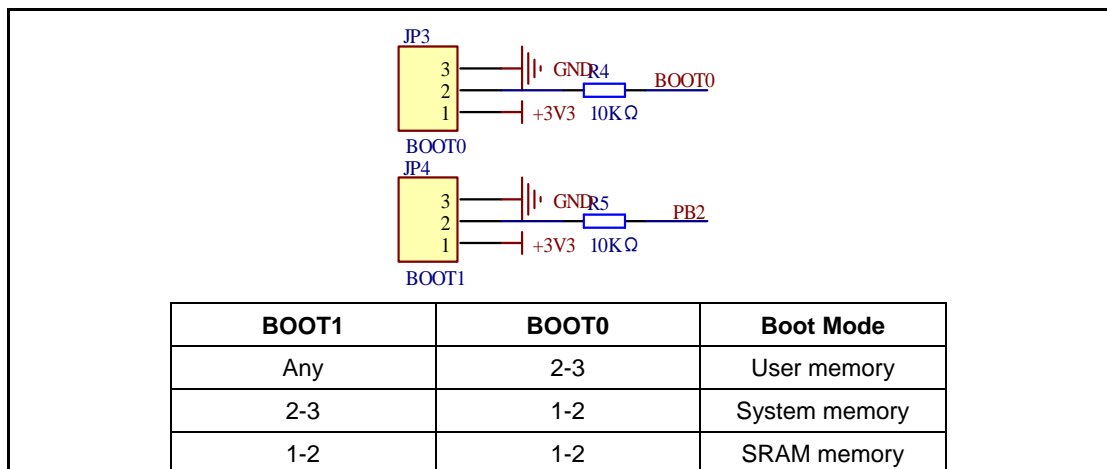 JP3
3 GND R4 BOOT0
2
1 +3V3 10KΩ
BOOT0
JP4
3 GND R5 PB2
2
1 +3V3 10KΩ
BOOT1
BOOT1 BOOT0 Boot Mode
Any 2-3 User memory
2-3 1-2 System memory
1-2 1-2 SRAM memory